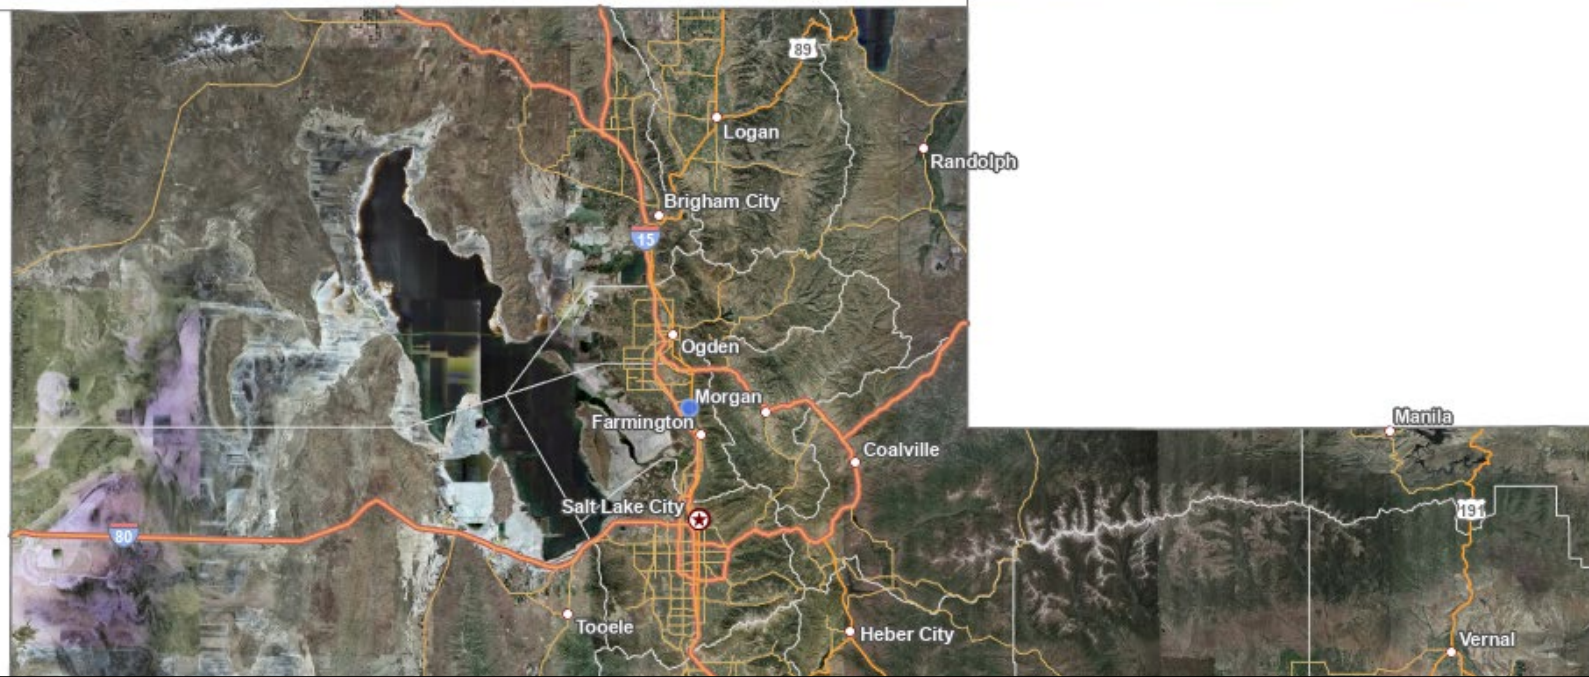 89
Logan
Randolph
Brigham City
15
Ogden
Morgan
Manila
Farmington
Coalville
Salt Lake City
191
80
Tooele
Heber City
Vernal